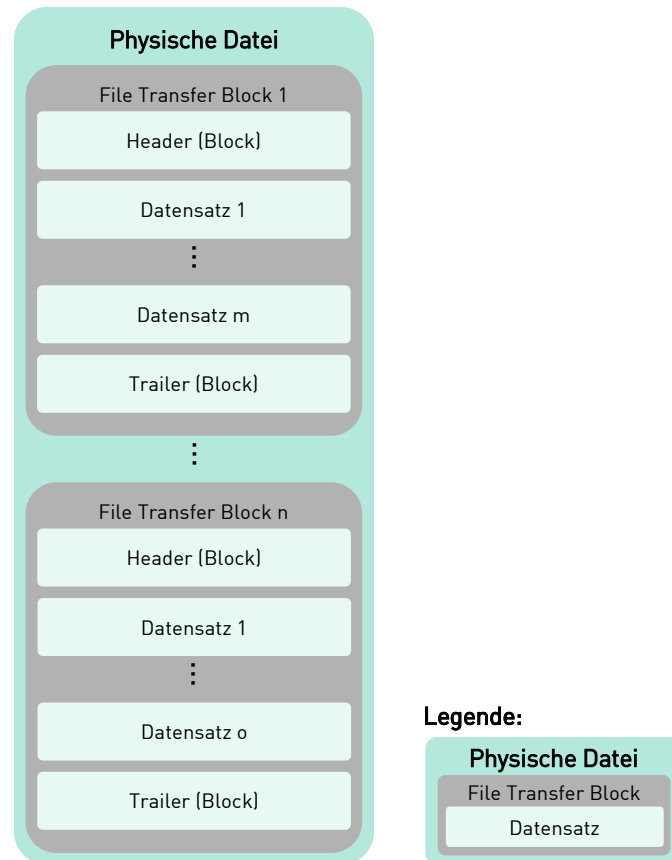 Physische Datei
File Transfer Block 1
Header (Block)
Datensatz 1
⋮
Datensatz m
Trailer (Block)
⋮
File Transfer Block n
Header (Block)
Datensatz 1
⋮
Datensatz o
Trailer (Block)
Legende:
Physische Datei
File Transfer Block
Datensatz